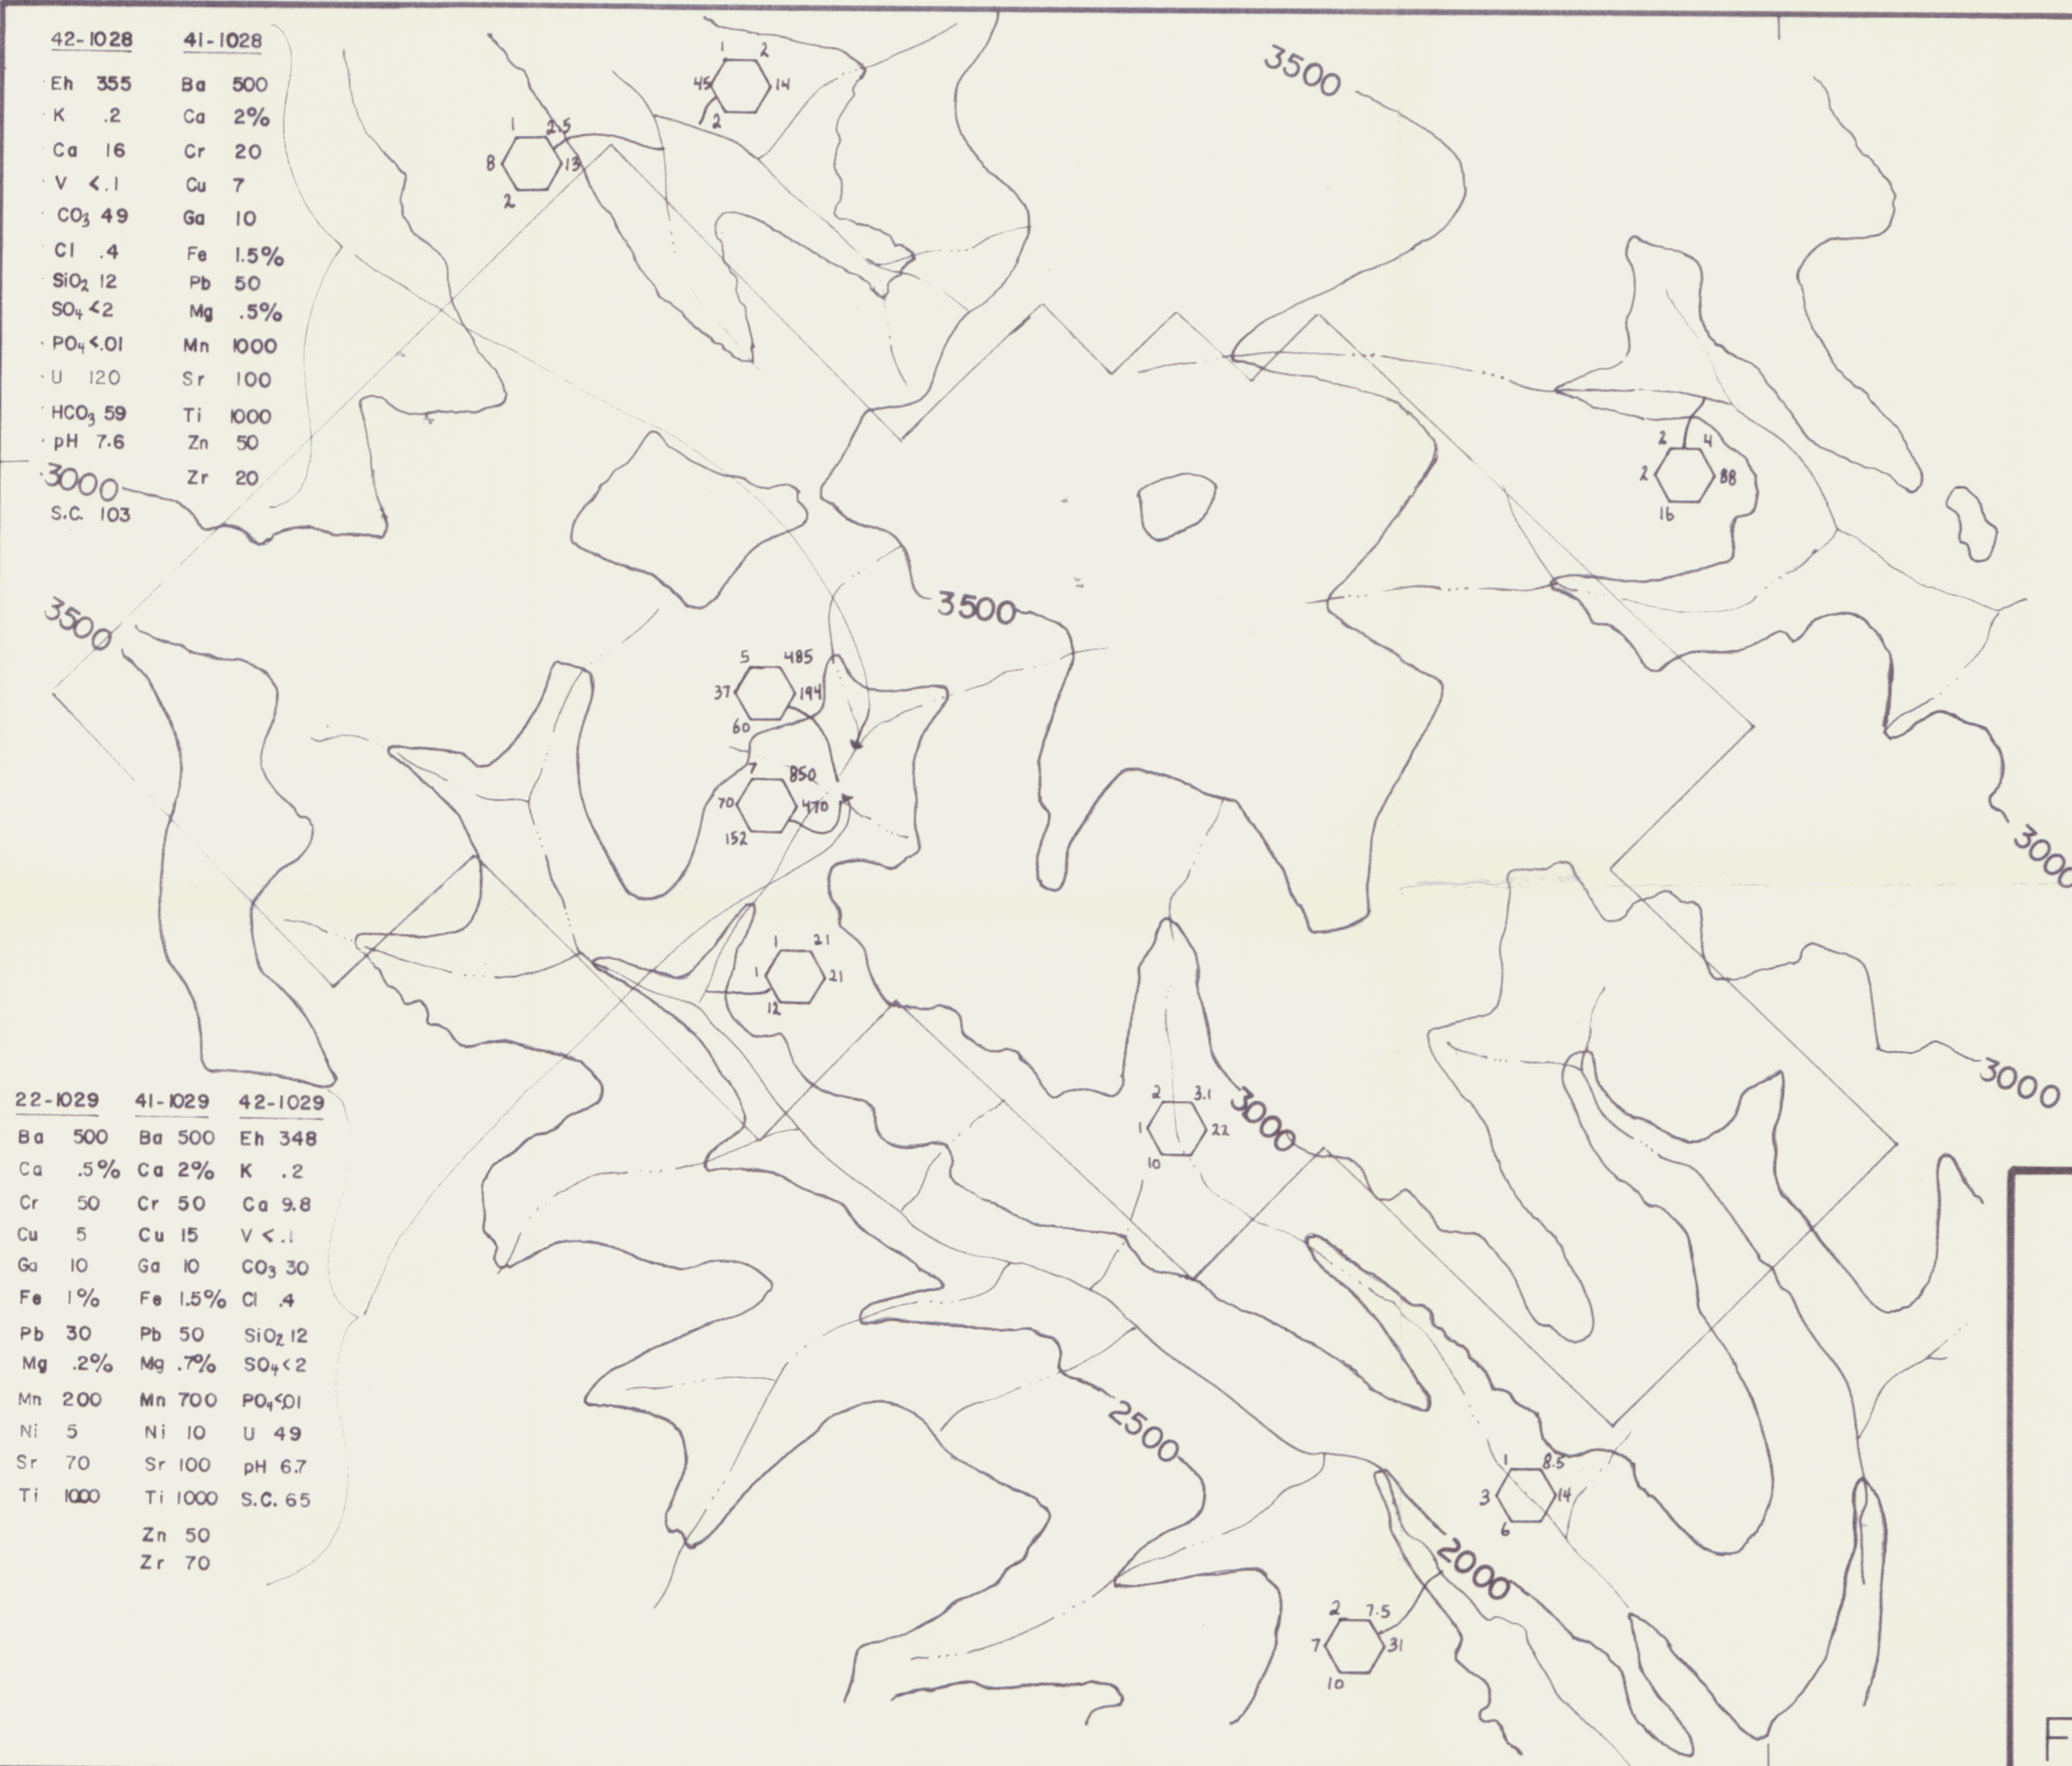 42-1028 41-1028
Eh 355 Ba 500
K .2 Ca 2%
Ca 16 Cr 20
V <.1 Cu 7
CO₃ 49 Ga 10
Cl .4 Fe 1.5%
SiO₂ 12 Pb 50
SO₄ <2 Mg .5%
PO₄ <.01 Mn 1000
U 120 Sr 100
HCO₃ 59 Ti 1000
pH 7.6 Zn 50
Zr 20
3000
S.C. 103
1 2
45 14
2
1 2.5
8 13
2
3500
2 4
2 88
16
3500
3500
5 485
37 194
60
7 850
70 470
152
3000
1 21
1 21
12
3000
2 3.1
1 22
10
3000
22-1029 41-1029 42-1029
Ba 500 Ba 500 Eh 348
Ca .5% Ca 2% K .2
Cr 50 Cr 50 Ca 9.8
Cu 5 Cu 15 V <.1
Ga 10 Ga 10 CO₃ 30
Fe 1% Fe 1.5% Cl .4
Pb 30 Pb 50 SiO₂ 12
Mg .2% Mg .7% SO₄ <2
Mn 200 Mn 700 PO₄ <.01
Ni 5 Ni 10 U 49
Sr 70 Sr 100 pH 6.7
Ti 1000 Ti 1000 S.C. 65
Zn 50
Zr 70
2500
1 8.5
3 14
6
2000
2 7.5
7 31
10
F